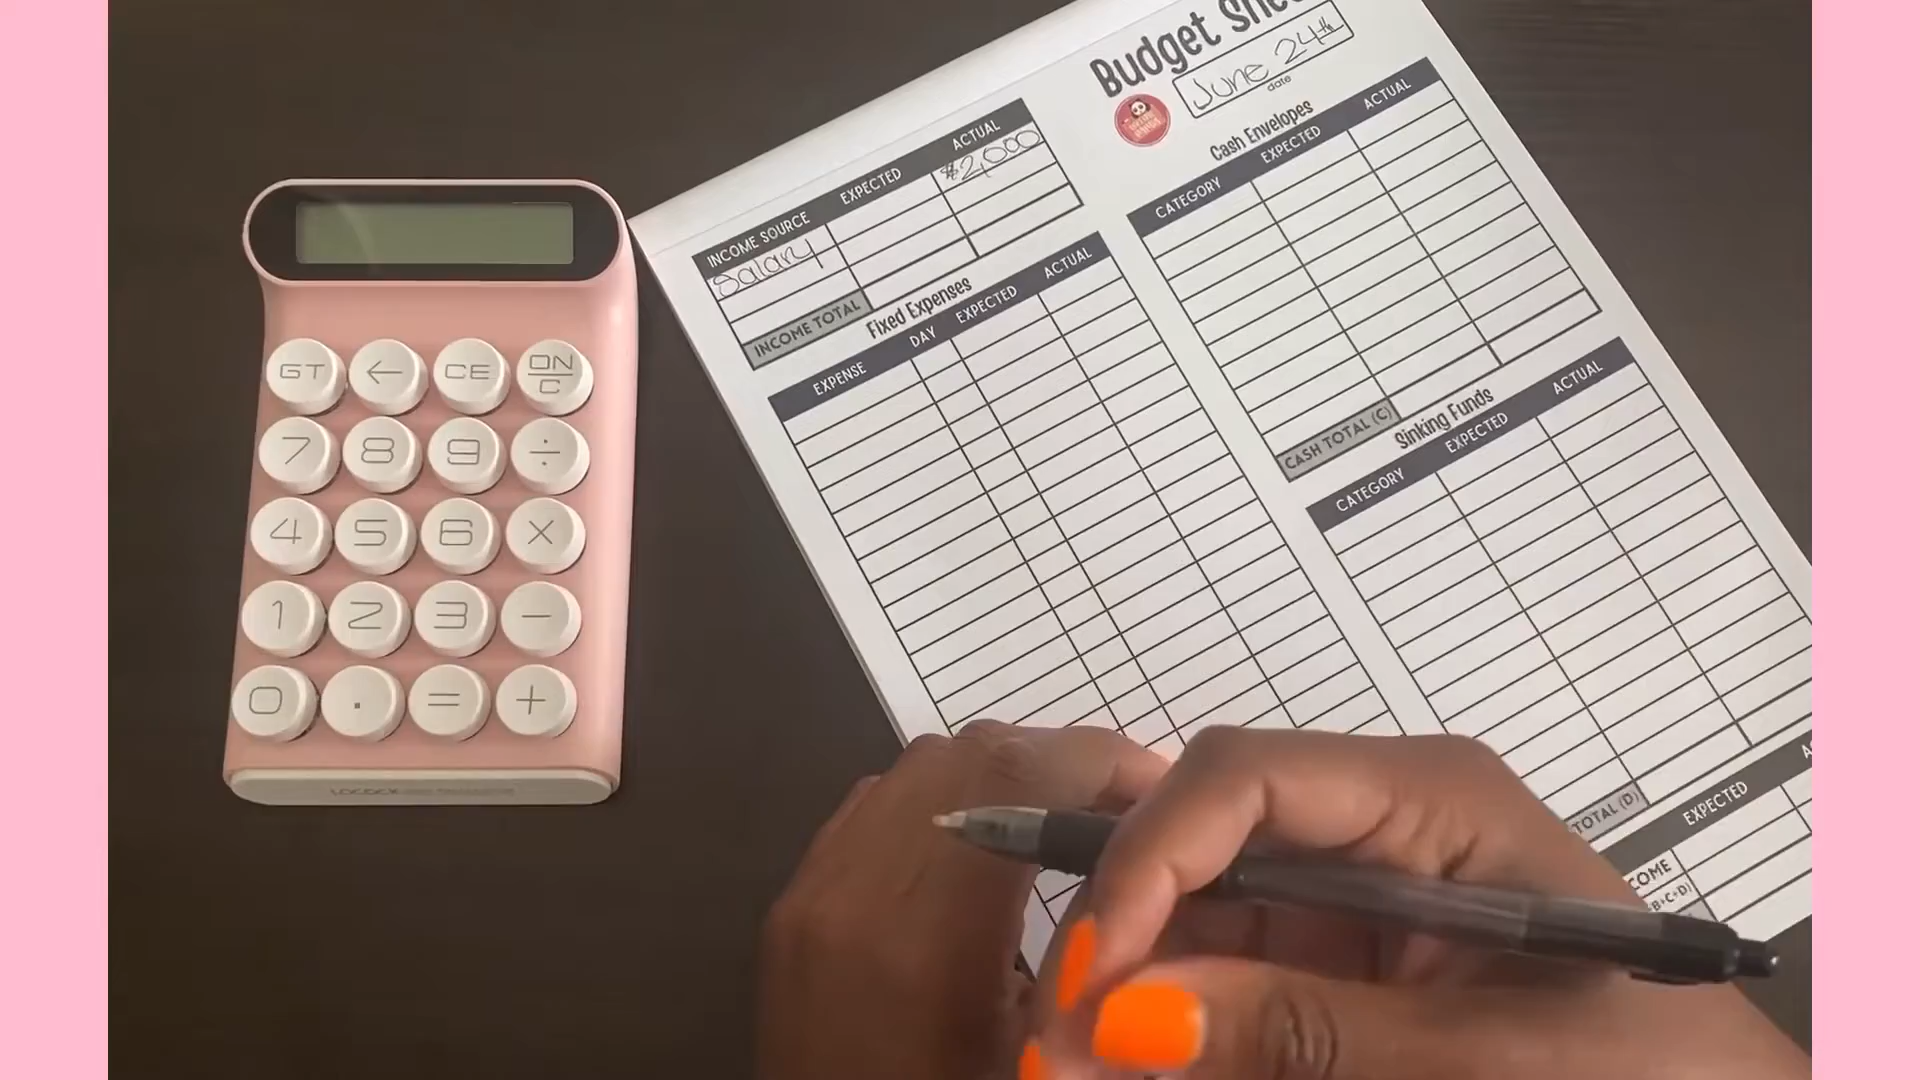 Budget
June 24th
date
INCOME SOURCE EXPECTED ACTUAL
Salary $2,000
INCOME TOTAL
Fixed Expenses
EXPENSE DAY EXPECTED ACTUAL
Cash Envelopes
CATEGORY EXPECTED ACTUAL
CASH TOTAL (C)
Sinking Funds
CATEGORY EXPECTED ACTUAL
TOTAL (D)
EXPECTED
GT ← CE ON/C
7 8 9 ÷
4 5 6 ×
1 2 3 −
0 . = +